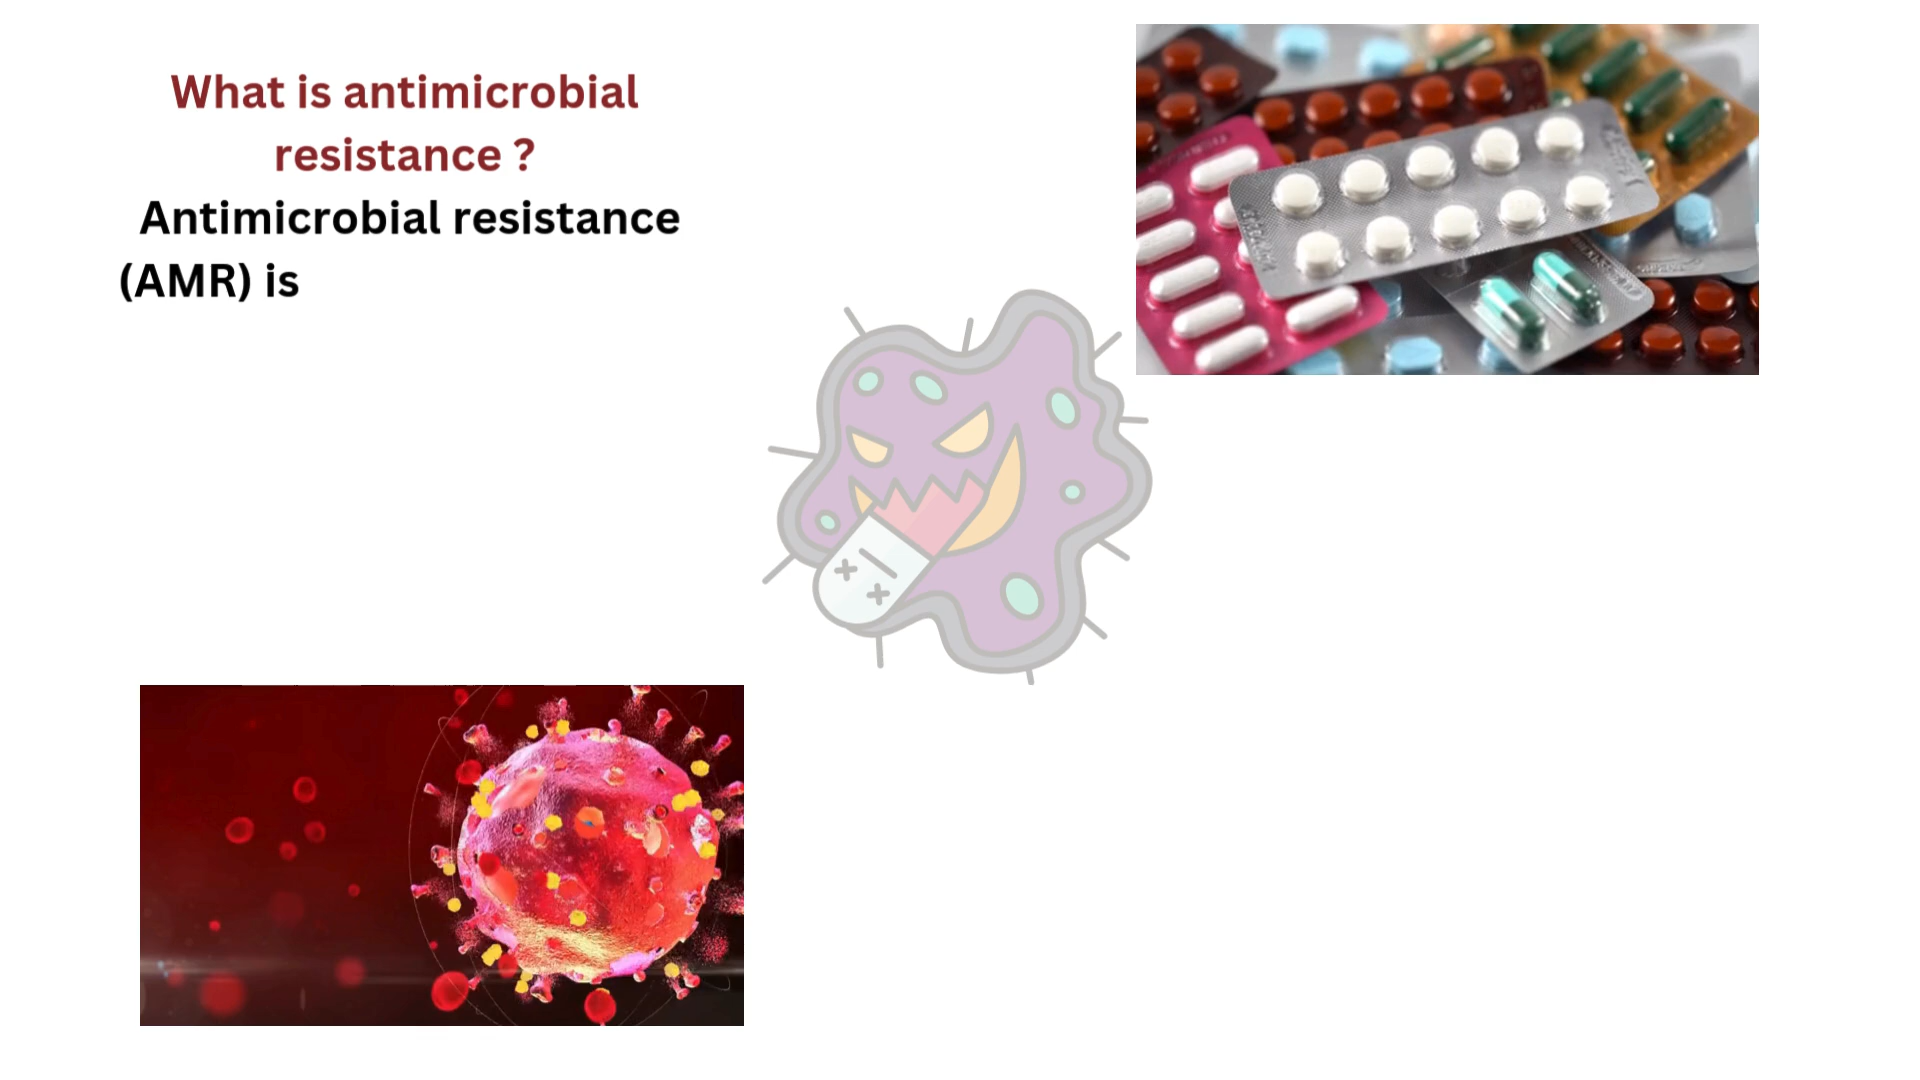 What is antimicrobial
resistance ?
Antimicrobial resistance
(AMR) is